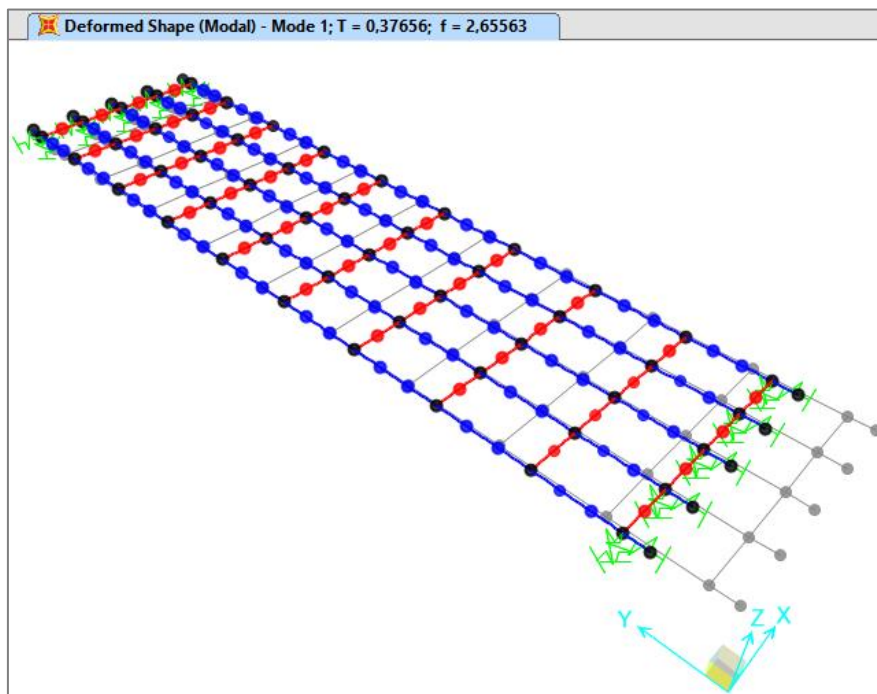 Deformed Shape (Modal) - Mode 1; T = 0,37656; f = 2,65563
Y
Z
X